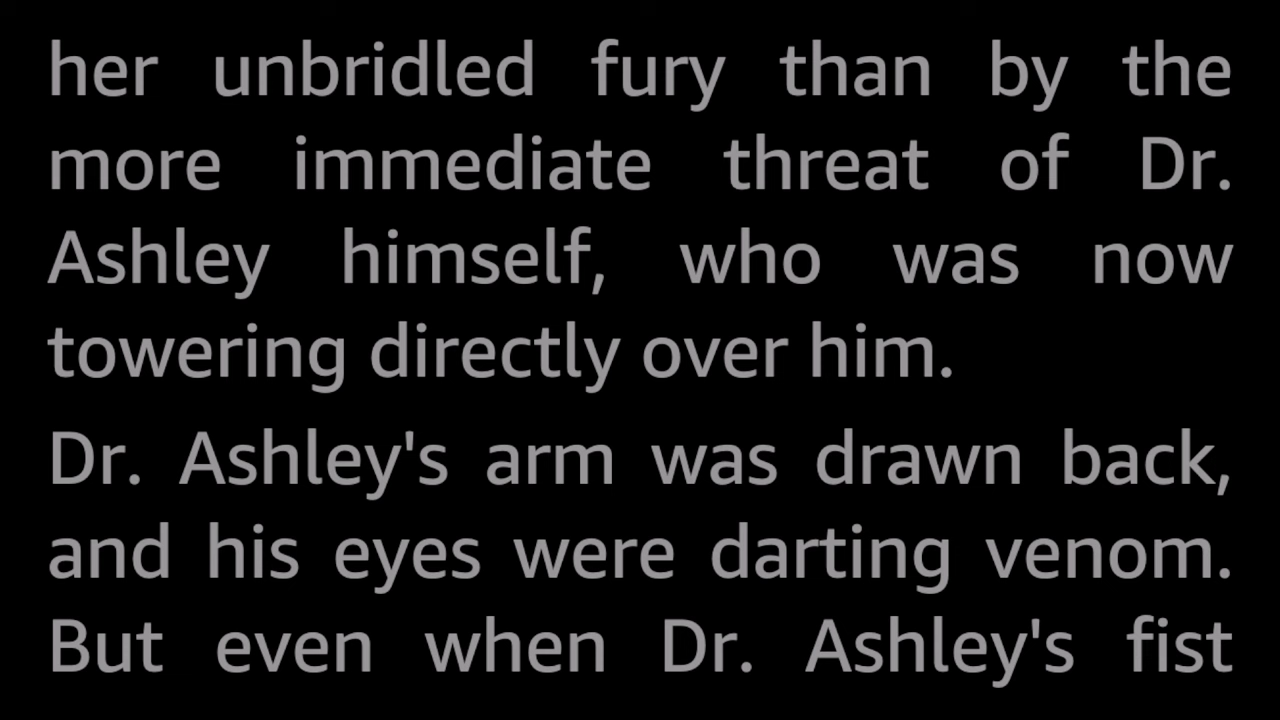 her unbridled fury than by the
more immediate threat of Dr.
Ashley himself, who was now
towering directly over him.
Dr. Ashley's arm was drawn back,
and his eyes were darting venom.
But even when Dr. Ashley's fist